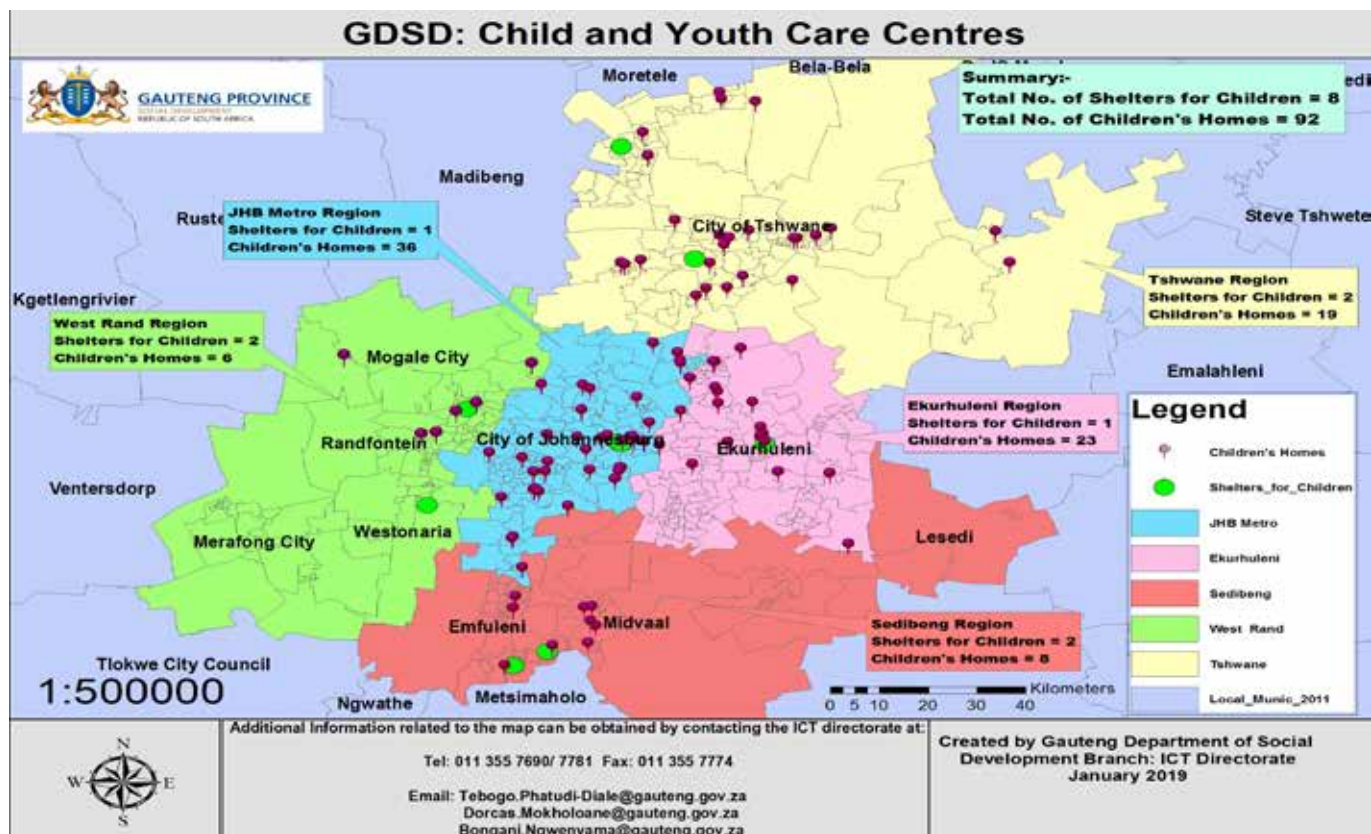 GDSD: Child and Youth Care Centres
GAUTENG PROVINCE
SOCIAL DEVELOPMENT
REPUBLIC OF SOUTH AFRICA
Moretele
Bela-Bela
Summary:-
Total No. of Shelters for Children = 8
Total No. of Children's Homes = 92
Madibeng
Ruste
JHB Metro Region
Shelters for Children = 1
Children's Homes = 36
City of Tshwane
Steve Tshwete
Kgetlengrivier
Tshwane Region
Shelters for Children = 2
Children's Homes = 19
West Rand Region
Shelters for Children = 2
Children's Homes = 6
Mogale City
Emalahleni
Randfontein
City of Johannesburg
Ekurhuleni
Ekurhuleni Region
Shelters for Children = 1
Children's Homes = 23
Ventersdorp
Merafong City
Westonaria
Lesedi
Emfuleni
Midvaal
Sedibeng Region
Shelters for Children = 2
Children's Homes = 8
Tlokwe City Council
Ngwathe
Metsimaholo
1:500000
Kilometers
0 5 10 20 30 40
Legend
Children's Homes
Shelters_for_Children
JHB Metro
Ekurhuleni
Sedibeng
West Rand
Tshwane
Local_Munic_2011
N
W
E
S
Additional Information related to the map can be obtained by contacting the ICT directorate at:
Tel: 011 355 7690/ 7781 Fax: 011 355 7774
Email: Tebogo.Phatudi-Diale@gauteng.gov.za
Dorcas.Mokholoane@gauteng.gov.za
Bongani.Ngwenyama@gauteng.gov.za
Created by Gauteng Department of Social
Development Branch: ICT Directorate
January 2019